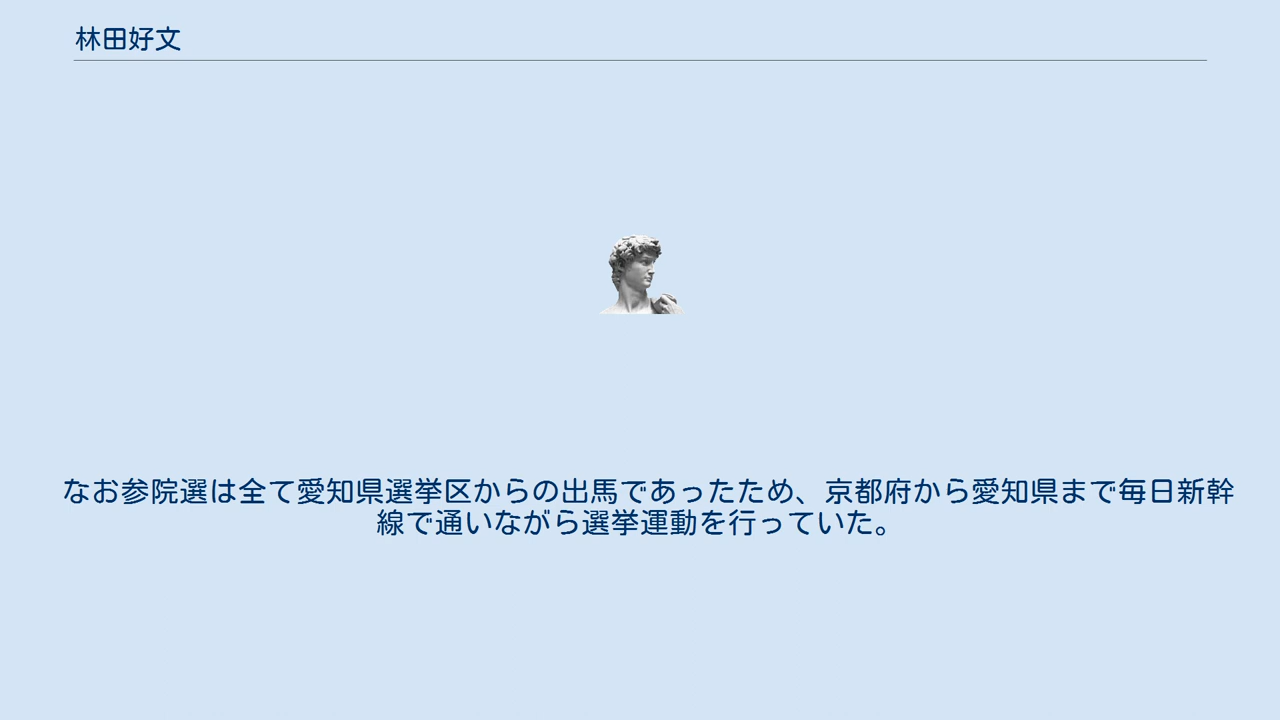 林田好文
なお参院選は全て愛知県選挙区からの出馬であったため、京都府から愛知県まで毎日新幹
線で通いながら選挙運動を行っていた。